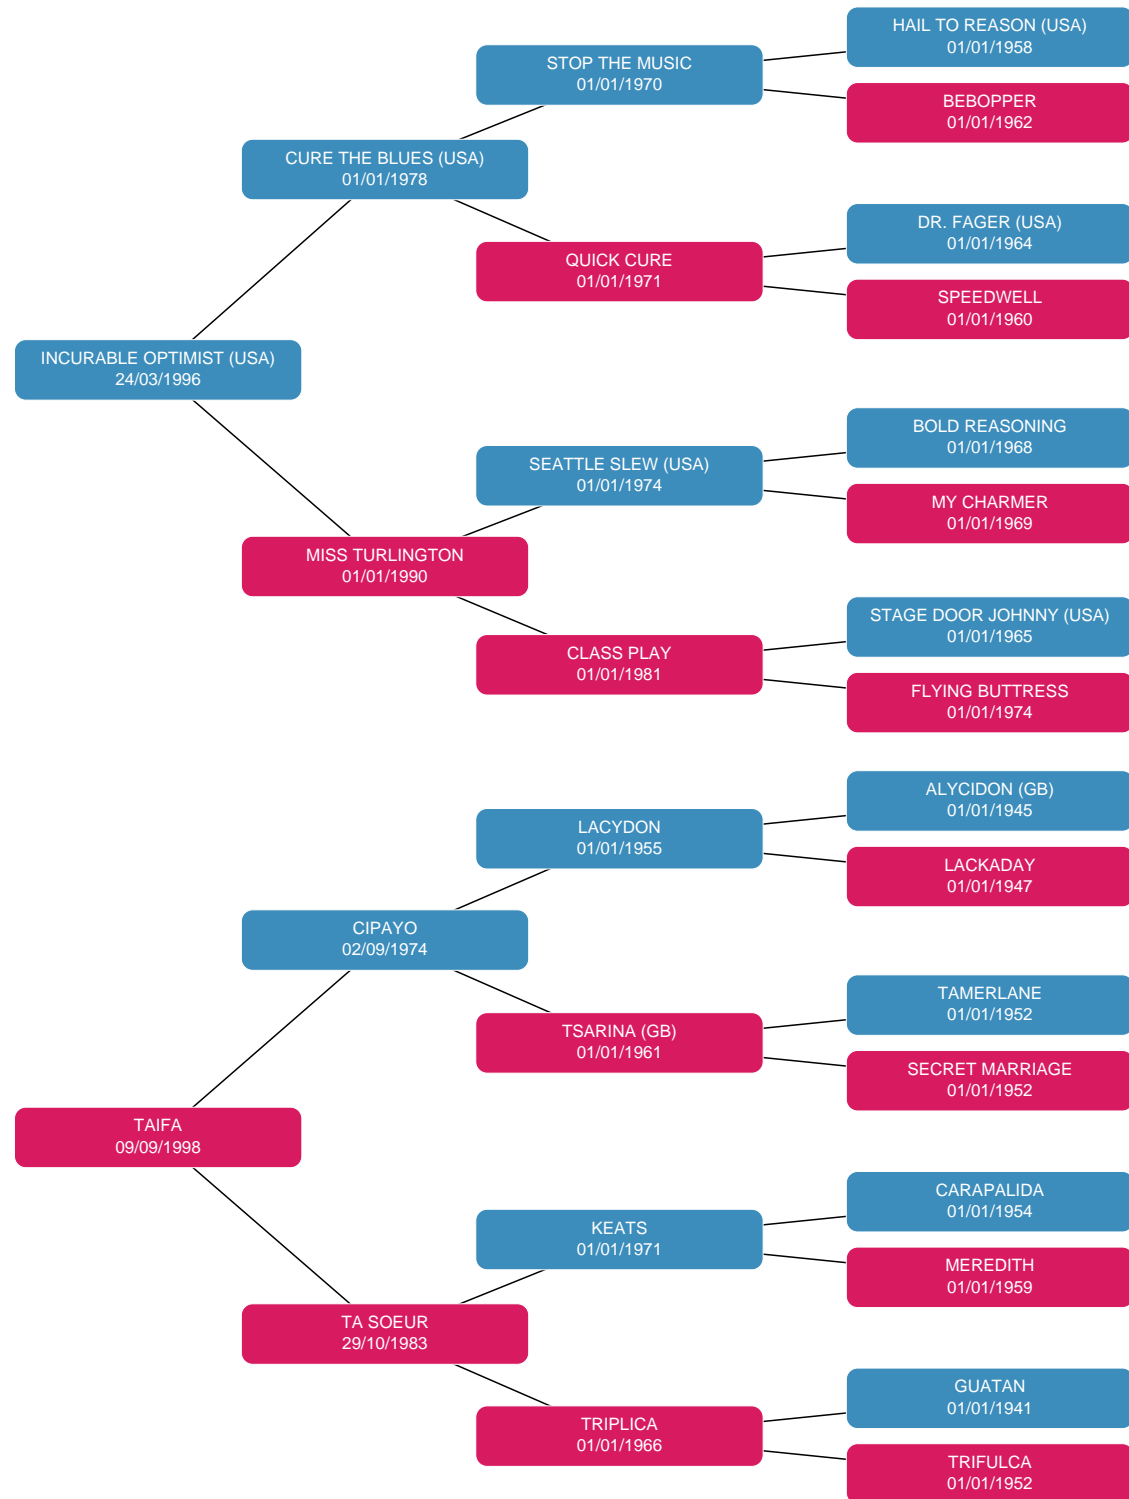 HAIL TO REASON (USA)
01/01/1958
STOP THE MUSIC
01/01/1970
BEBOPPER
01/01/1962
CURE THE BLUES (USA)
01/01/1978
DR. FAGER (USA)
01/01/1964
QUICK CURE
01/01/1971
SPEEDWELL
01/01/1960
INCURABLE OPTIMIST (USA)
24/03/1996
BOLD REASONING
01/01/1968
SEATTLE SLEW (USA)
01/01/1974
MY CHARMER
01/01/1969
MISS TURLINGTON
01/01/1990
STAGE DOOR JOHNNY (USA)
01/01/1965
CLASS PLAY
01/01/1981
FLYING BUTTRESS
01/01/1974
ALYCIDON (GB)
01/01/1945
LACYDON
01/01/1955
LACKADAY
01/01/1947
CIPAYO
02/09/1974
TAMERLANE
01/01/1952
TSARINA (GB)
01/01/1961
SECRET MARRIAGE
01/01/1952
TAIFA
09/09/1998
CARAPALIDA
01/01/1954
KEATS
01/01/1971
MEREDITH
01/01/1959
TA SOEUR
29/10/1983
GUATAN
01/01/1941
TRIPLICA
01/01/1966
TRIFULCA
01/01/1952